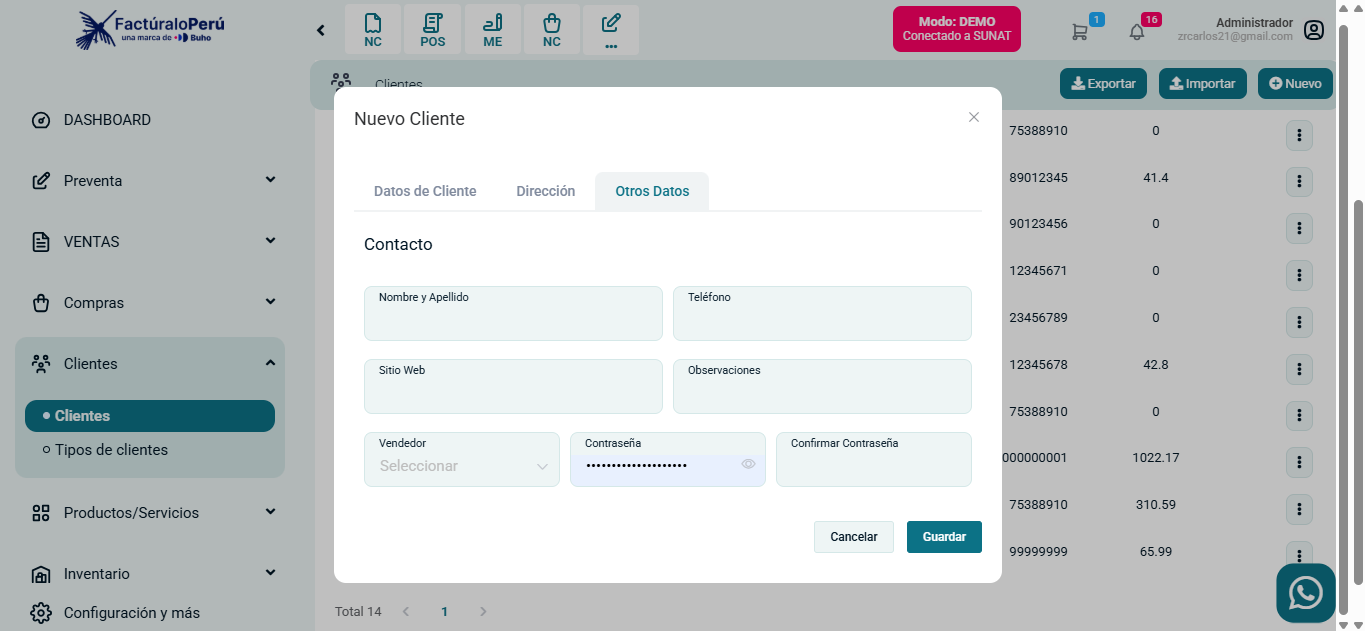 FactúraloPerú
una marca de Buho
NC
POS
ME
NC
...
Modo: DEMO
Conectado a SUNAT
1
16
Administrador
zrcarlos21@gmail.com
Clientes
Exportar
Importar
Nuevo
DASHBOARD
Preventa
VENTAS
Compras
Clientes
Clientes
Tipos de clientes
Productos/Servicios
Inventario
Configuración y más
Nuevo Cliente
Datos de Cliente
Dirección
Otros Datos
Contacto
Nombre y Apellido
Teléfono
Sitio Web
Observaciones
Vendedor
Seleccionar
Contraseña
••••••••••••••••••••
Confirmar Contraseña
Cancelar
Guardar
75388910 0
89012345 41.4
90123456 0
12345671 0
23456789 0
12345678 42.8
75388910 0
000000001 1022.17
75388910 310.59
99999999 65.99
Total 14
1